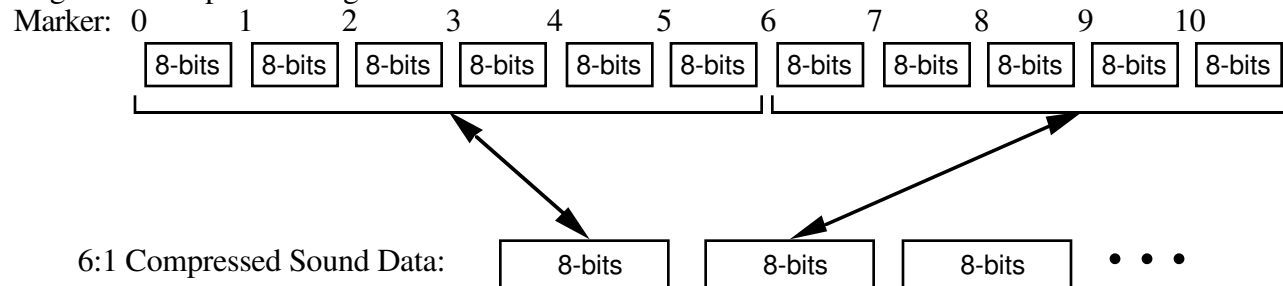 Marker: 0 1 2 3 4 5 6 7 8 9 10
8-bits 8-bits 8-bits 8-bits 8-bits 8-bits 8-bits 8-bits 8-bits 8-bits 8-bits
6:1 Compressed Sound Data: 8-bits 8-bits 8-bits • • •